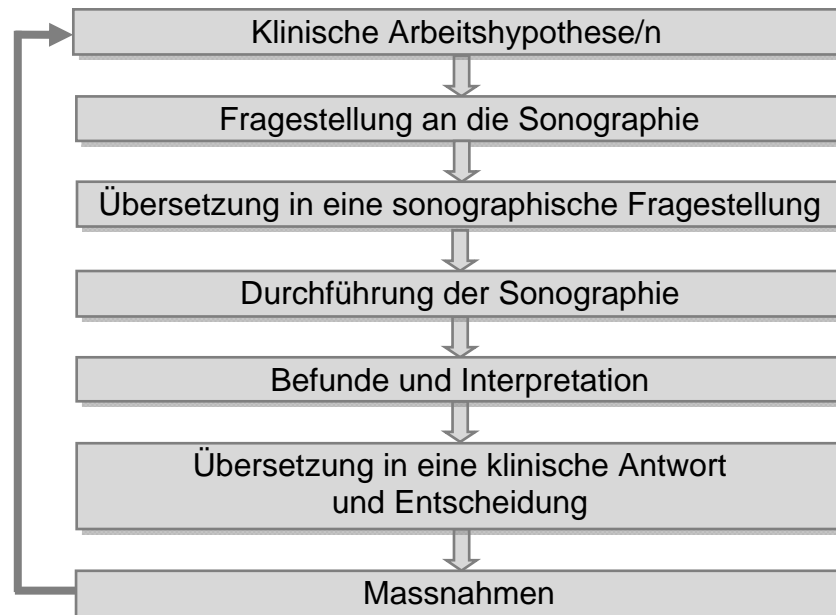 Klinische Arbeitshypothese/n
Fragestellung an die Sonographie
Übersetzung in eine sonographische Fragestellung
Durchführung der Sonographie
Befunde und Interpretation
Übersetzung in eine klinische Antwort
und Entscheidung
Massnahmen